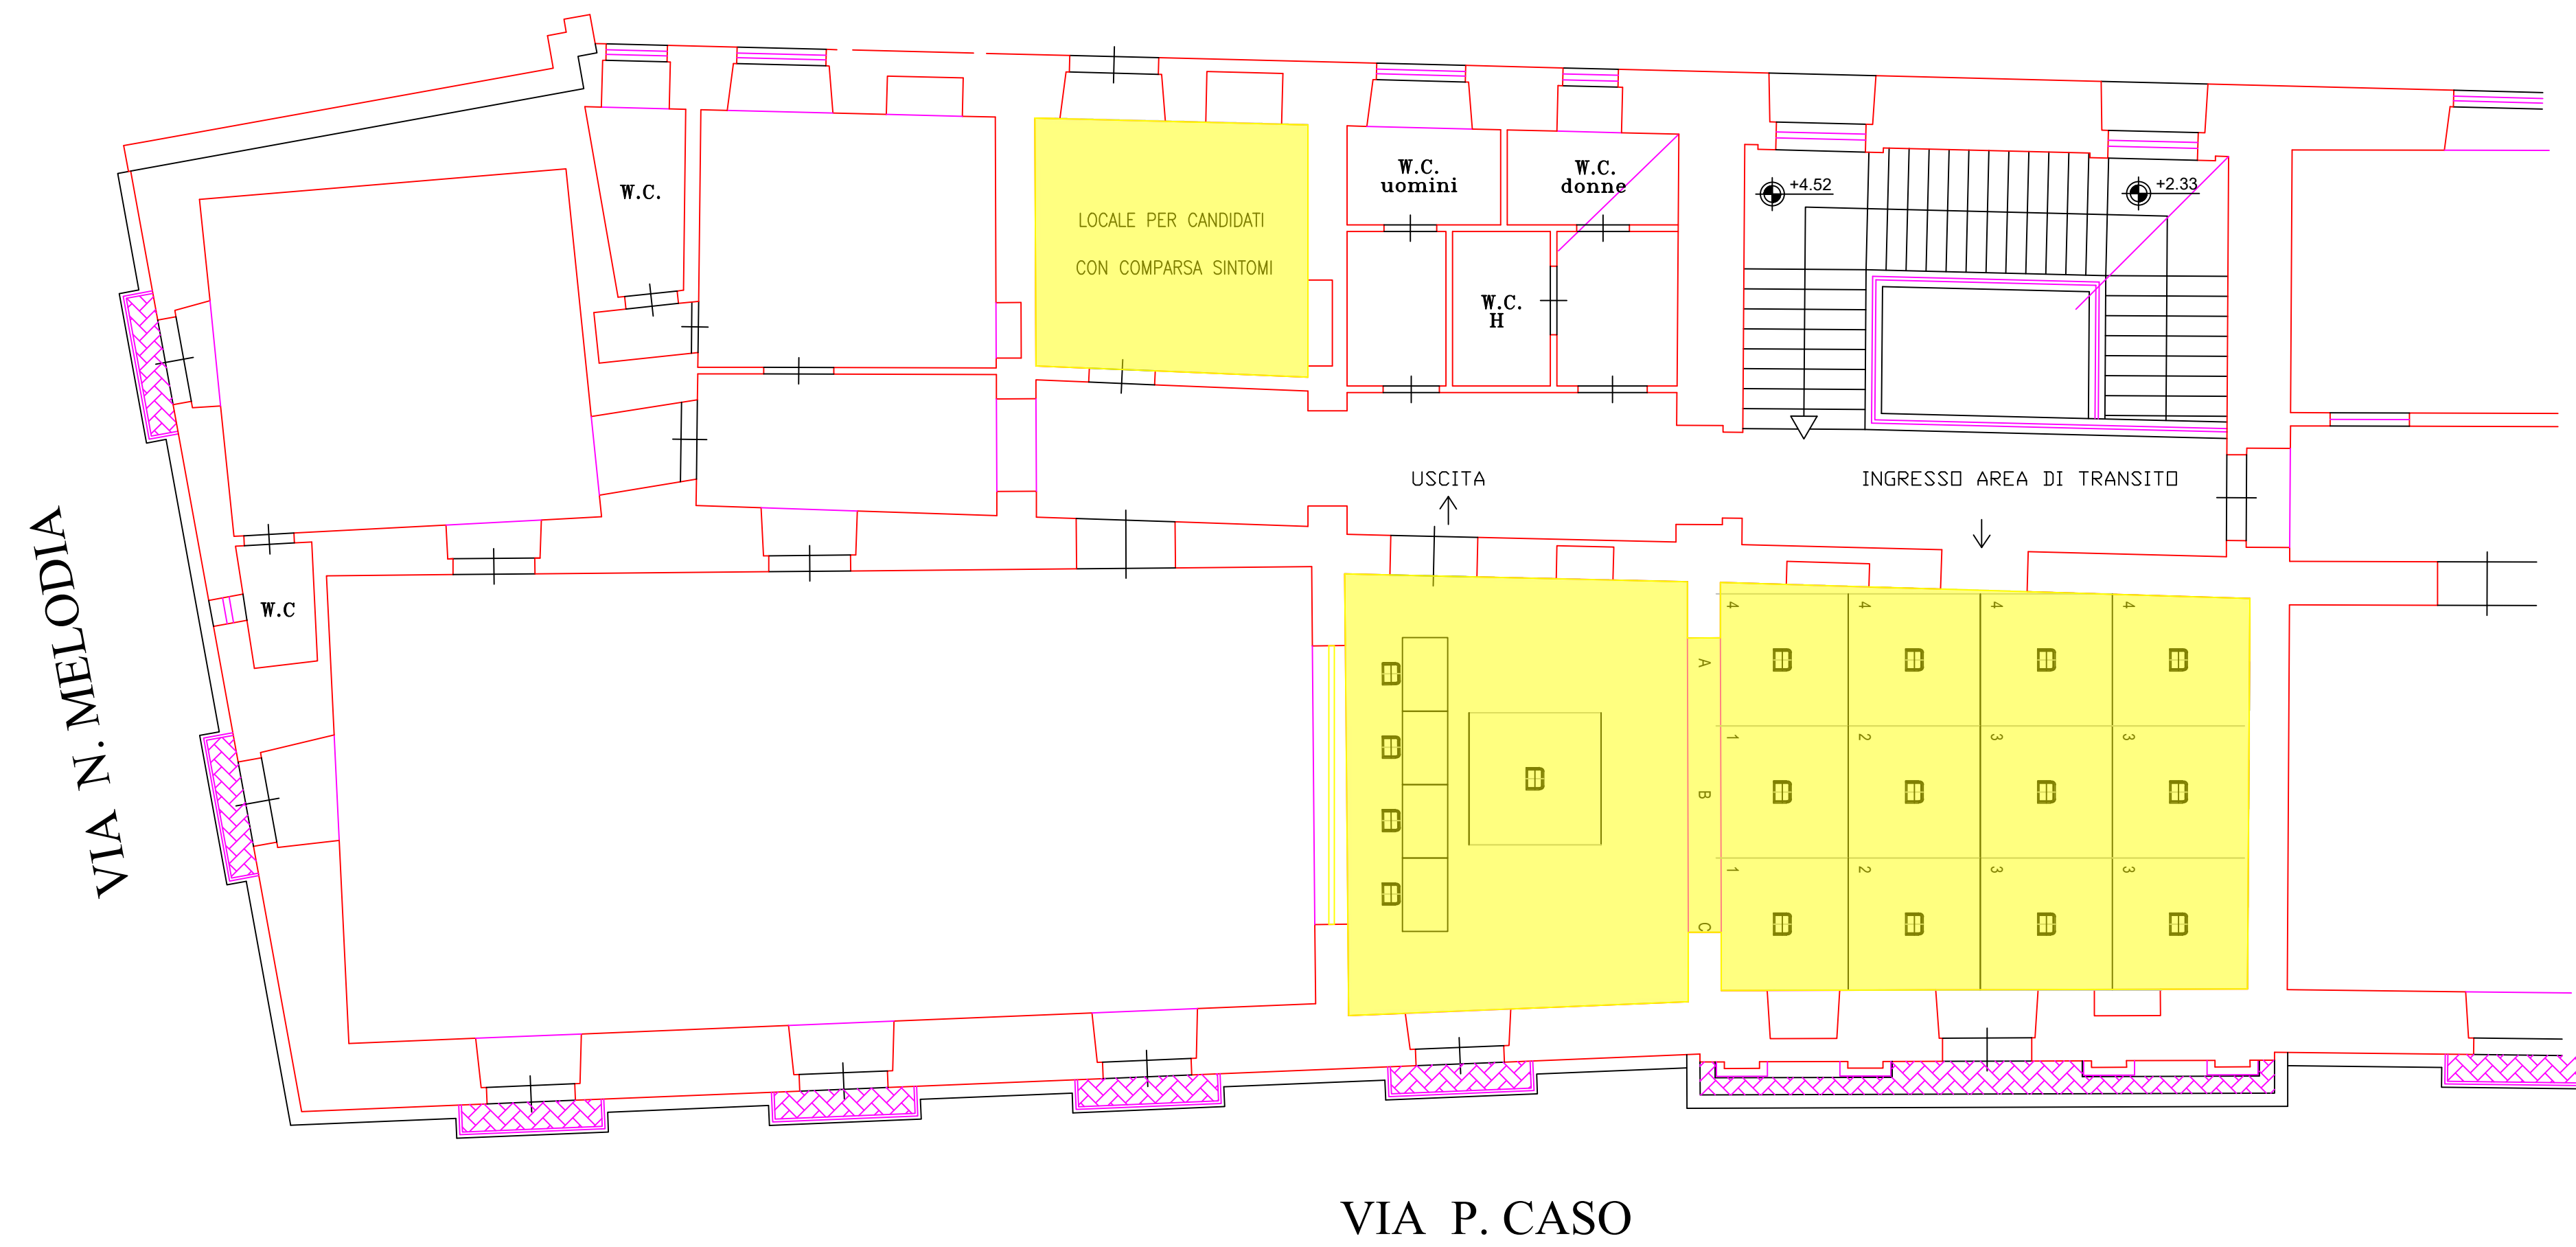 W.C.
LOCALE PER CANDIDATI
CON COMPARSA SINTOMI
W.C.
uomini
W.C.
donne
W.C.
H
+4.52
+2.33
USCITA
INGRESSO AREA DI TRANSITO
VIA N. MELODIA
W.C
4 4 4 4
A
1 2 3 3
B
1 2 3 3
C
VIA P. CASO